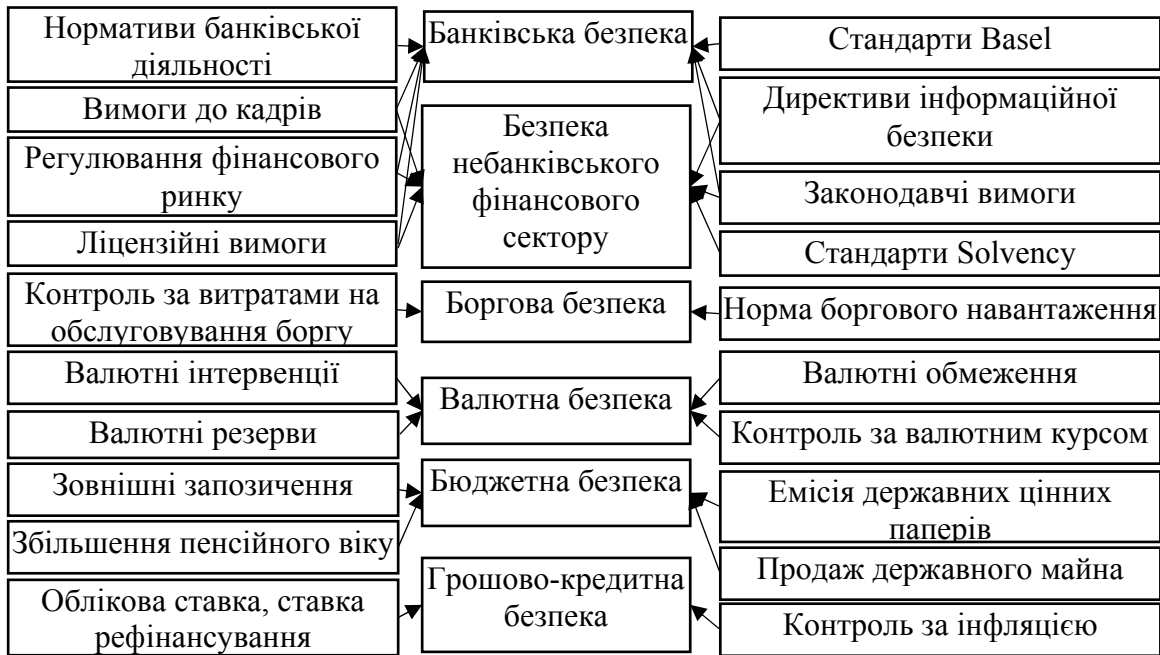 Нормативи банківської
діяльності
Вимоги до кадрів
Регулювання фінансового
ринку
Ліцензійні вимоги
Контроль за витратами на
обслуговування боргу
Валютні інтервенції
Валютні резерви
Зовнішні запозичення
Збільшення пенсійного віку
Облікова ставка, ставка
рефінансування
Банківська безпека
Безпека
небанківського
фінансового
сектору
Боргова безпека
Валютна безпека
Бюджетна безпека
Грошово-кредитна
безпека
Стандарти Basel
Директиви інформаційної
безпеки
Законодавчі вимоги
Стандарти Solvency
Норма боргового навантаження
Валютні обмеження
Контроль за валютним курсом
Емісія державних цінних
паперів
Продаж державного майна
Контроль за інфляцією